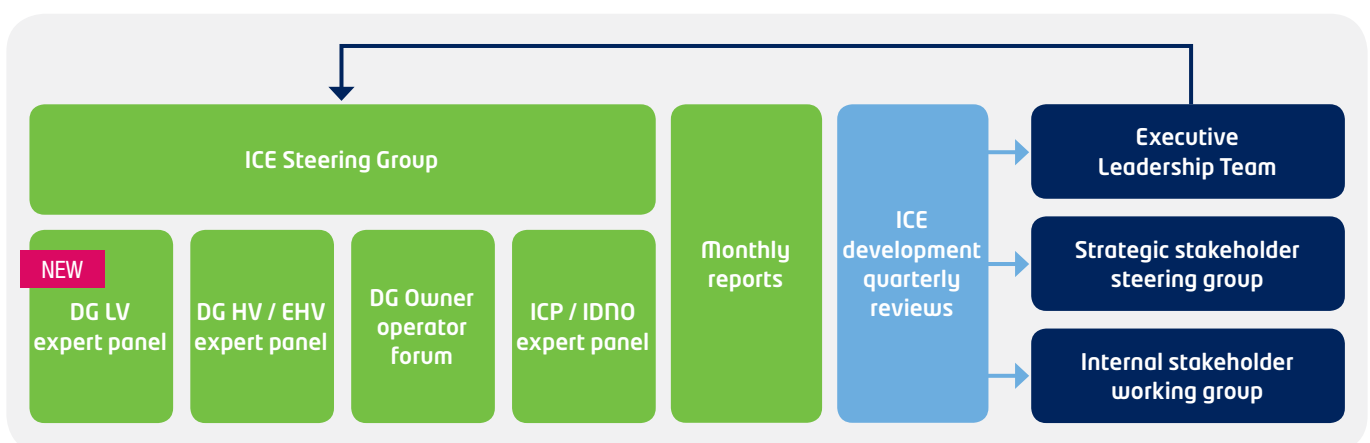 ICE Steering Group
NEW
DG LV
expert panel
DG HV / EHV
expert panel
DG Owner
operator
forum
ICP / IDNO
expert panel
Monthly
reports
ICE
development
quarterly
reviews
Executive
Leadership Team
Strategic stakeholder
steering group
Internal stakeholder
working group